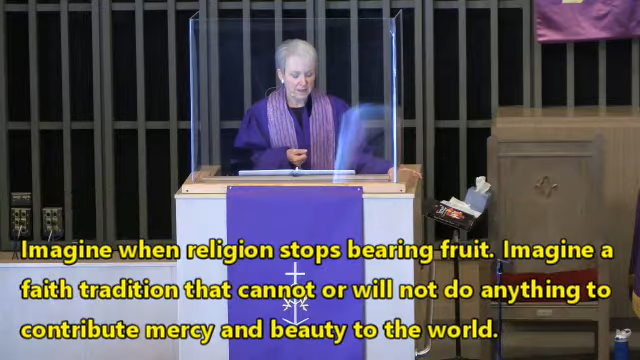 Imagine when religion stops bearing fruit. Imagine a
faith tradition that cannot or will not do anything to
contribute mercy and beauty to the world.